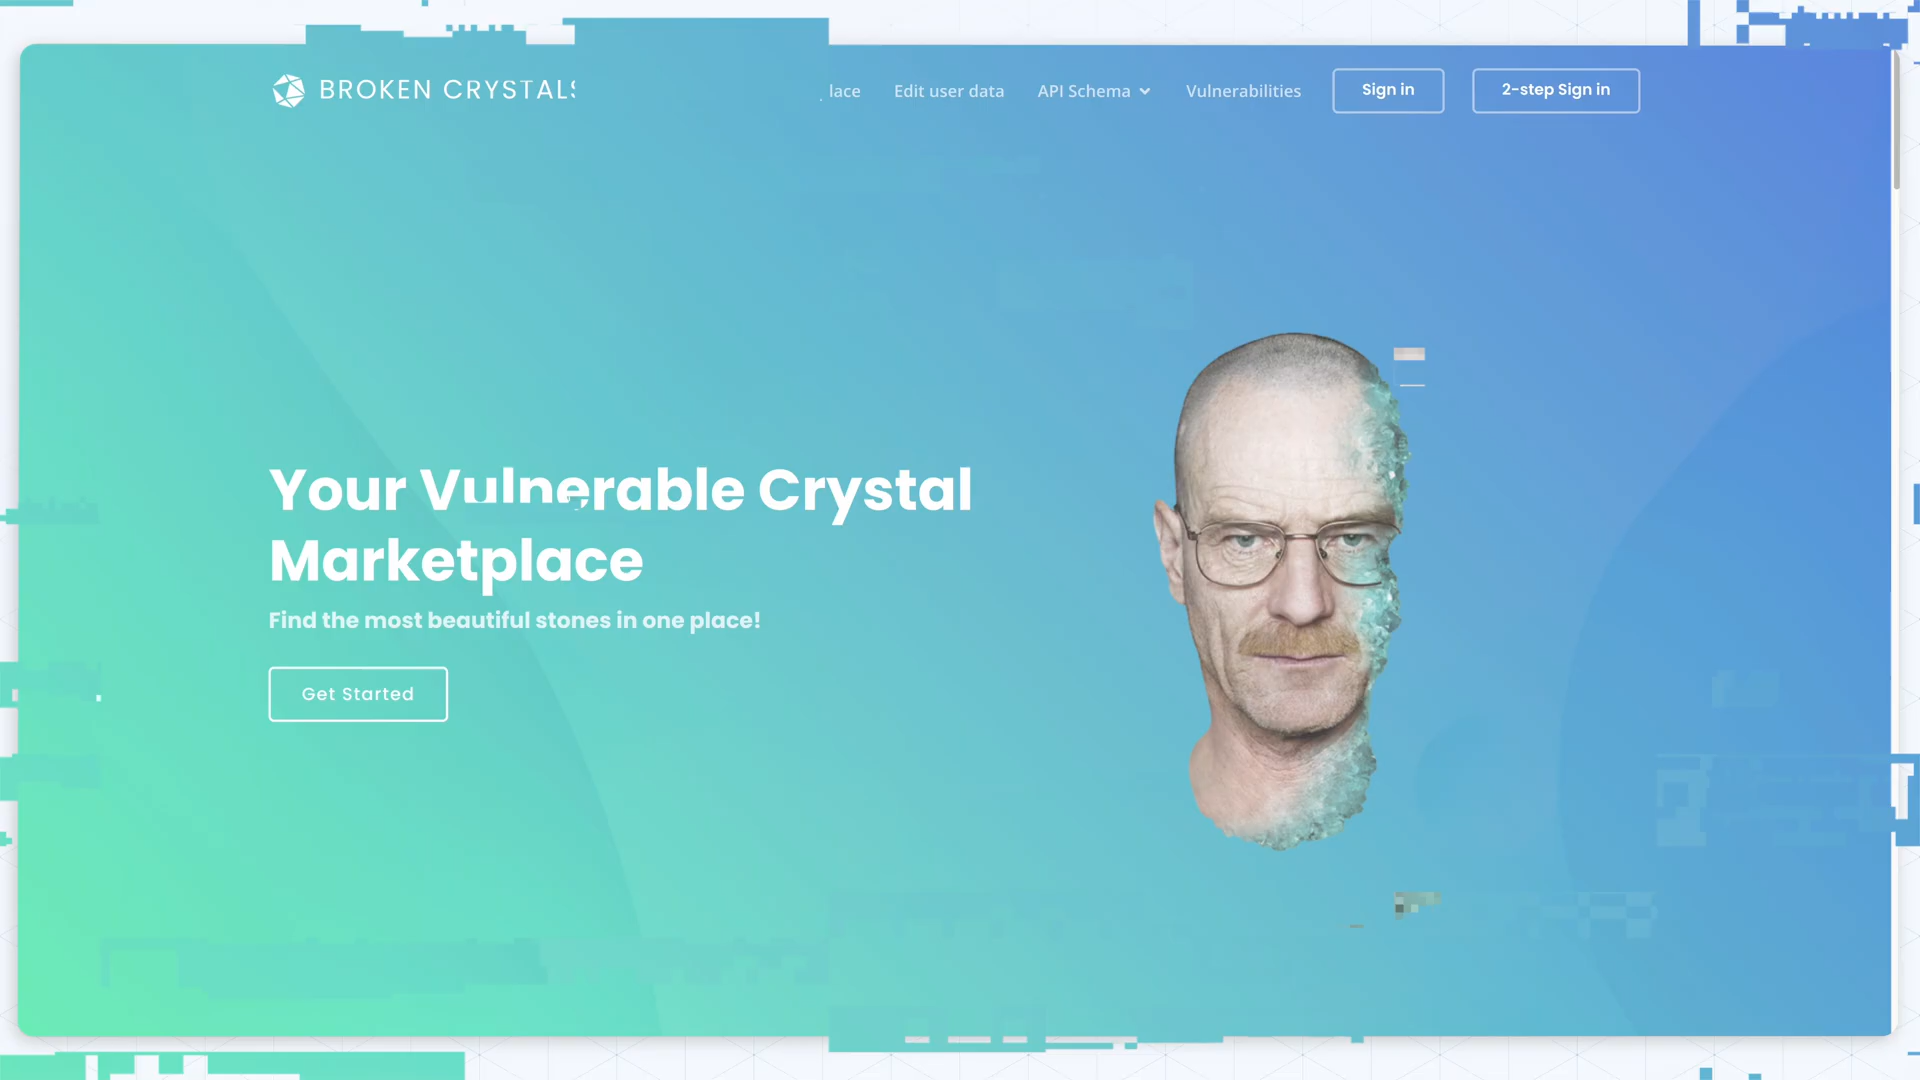 BROKEN CRYSTALS
lace Edit user data API Schema Vulnerabilities Sign in 2-step Sign in
Your Vulnerable Crystal
Marketplace
Find the most beautiful stones in one place!
Get Started